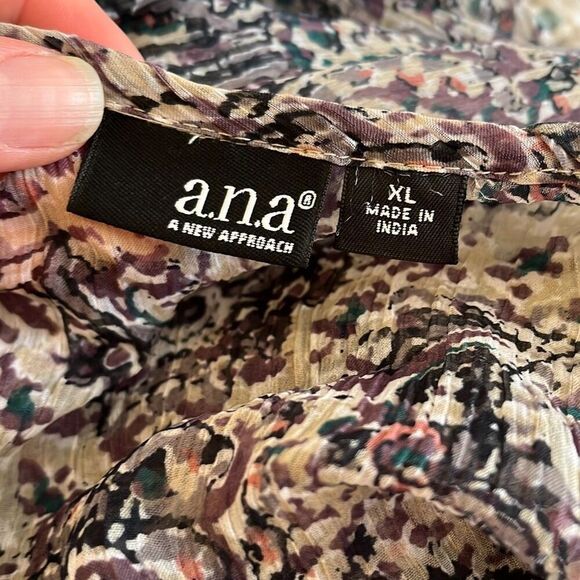 a.n.a®
A NEW APPROACH
XL
MADE IN
INDIA